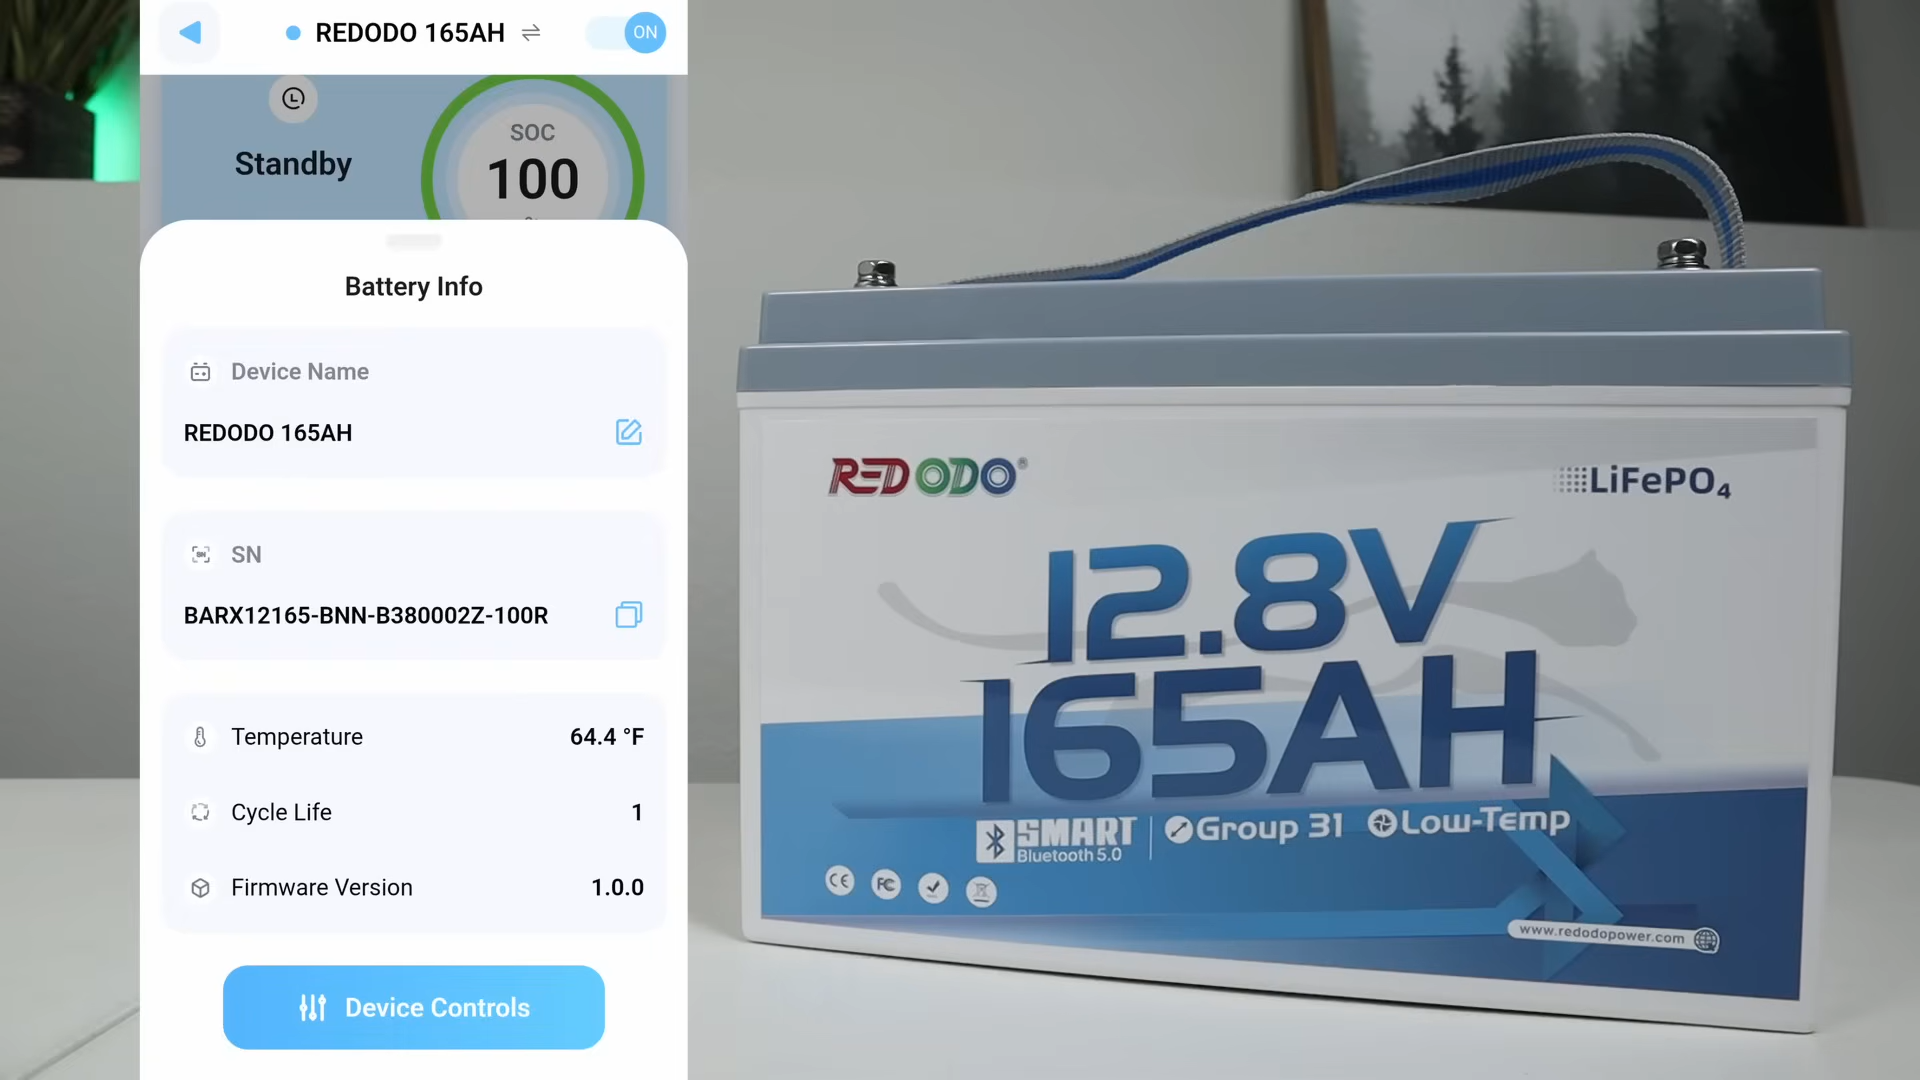 REDODO 165AH
ON
Standby
SOC
100
Battery Info
Device Name
REDODO 165AH
SN
BARX12165-BNN-B380002Z-100R
Temperature
64.4 °F
Cycle Life
1
Firmware Version
1.0.0
Device Controls
REDODO®
LiFePO4
12.8V
165AH
SMART
Bluetooth 5.0
Group 31
Low-Temp
CE
FC
www.redodopower.com